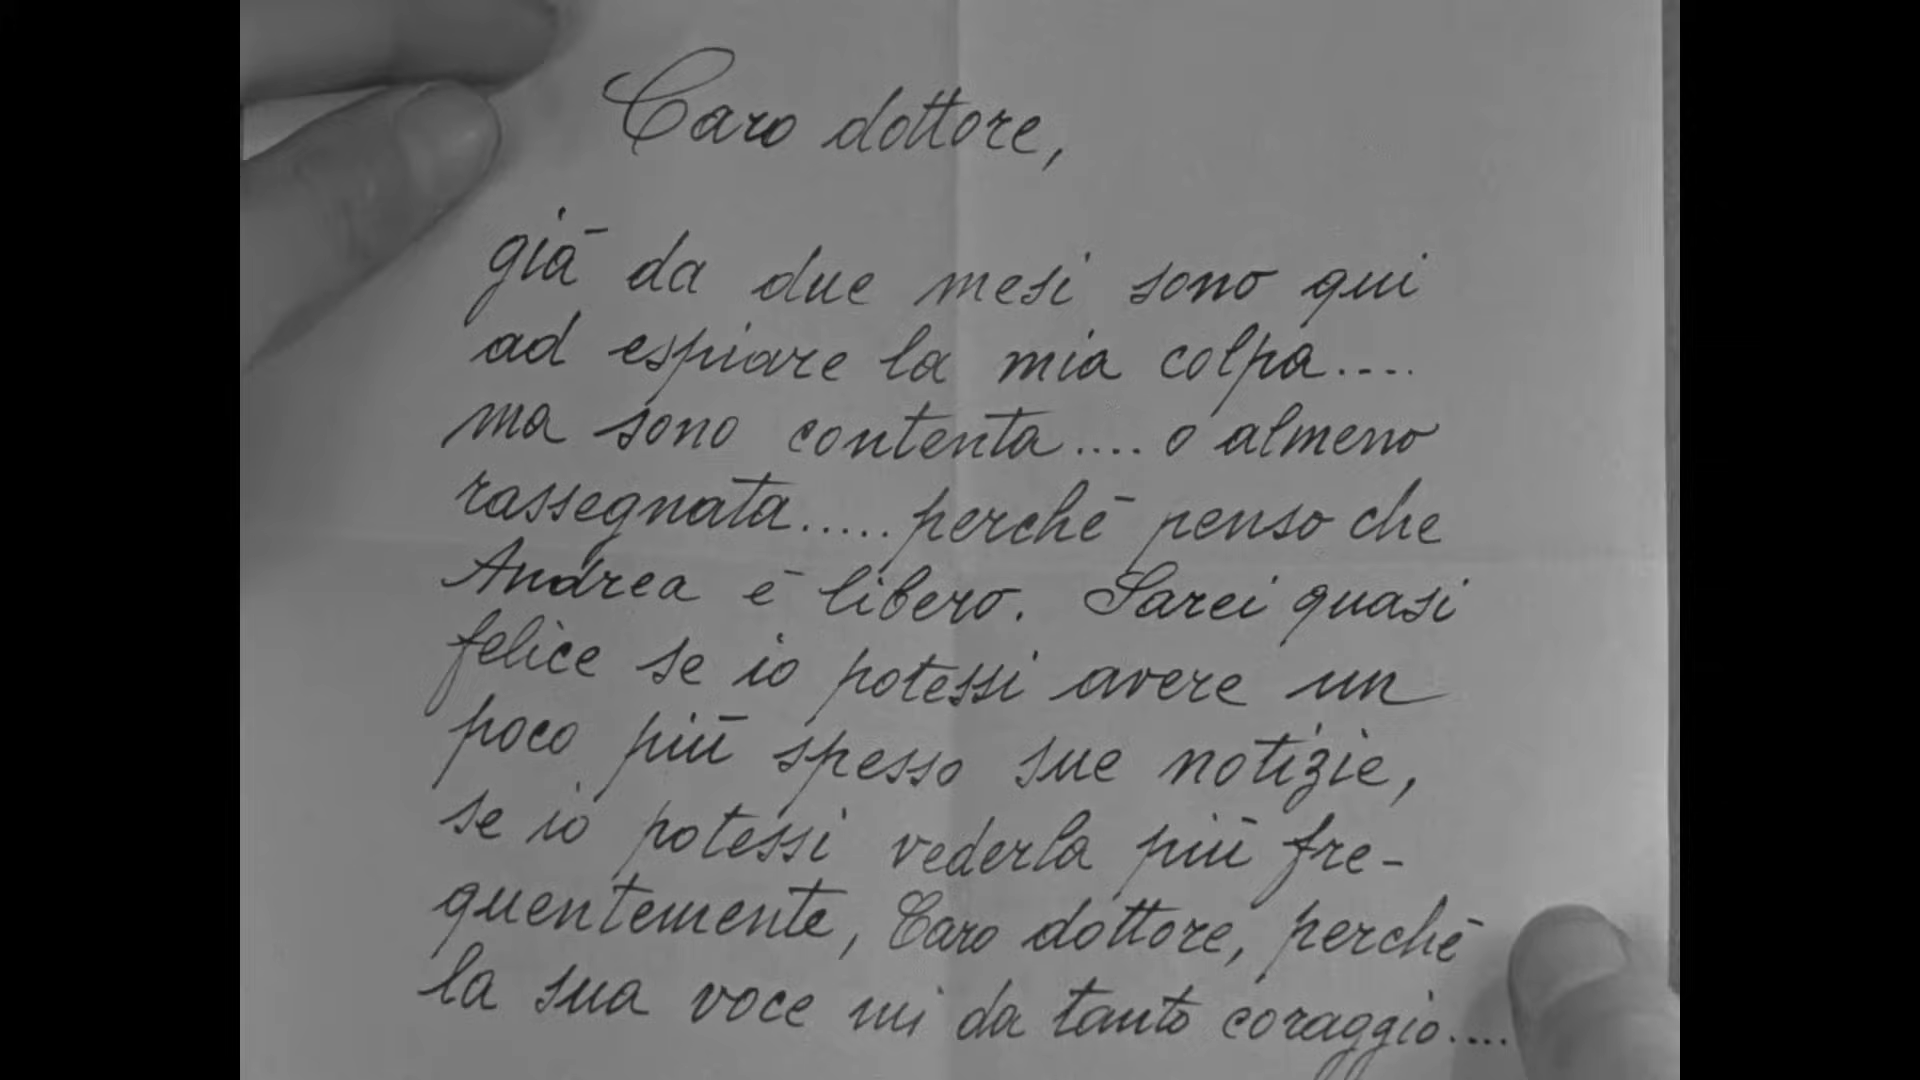 Caro dottore,
già da due mesi sono qui
ad espiare la mia colpa....
ma sono contenta.... o almeno
rassegnata..... perchē penso che
Andrea ē libero. Sarei quasi
felice se io potessi avere un
poco più spesso sue notizie,
se io potessi vederla più fre-
quentemente, Caro dottore, perchē
la sua voce mi da tanto coraggio....